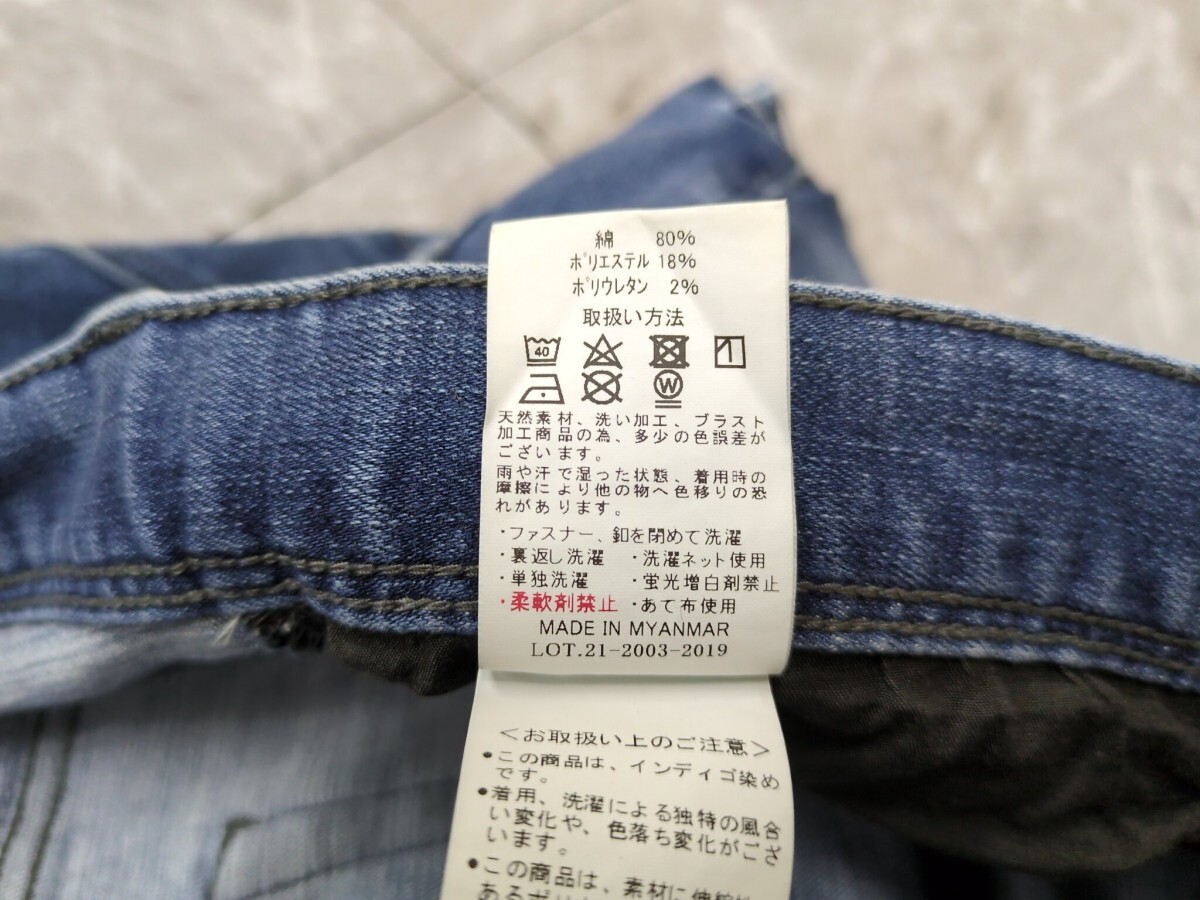 綿 80%
ポリエステル 18%
ポリウレタン 2%
取扱い方法
40
1
W
天然素材、洗い加工、ブラスト
加工商品の為、多少の色誤差が
ございます。
雨や汗で湿った状態、着用時の
摩擦により他の物へ色移りの恐
れがあります。
・ファスナー、釦を閉めて洗濯
・裏返し洗濯 ・洗濯ネット使用
・単独洗濯 ・蛍光増白剤禁止
・柔軟剤禁止 ・あて布使用
MADE IN MYANMAR
LOT.21-2003-2019
<お取扱い上のご注意>
●この商品は、インディゴ染め
です。
●着用、洗濯による独特の風合
い変化や、色落ち変化がござ
います。
●この商品は、素材に伸縮性
あるポリ